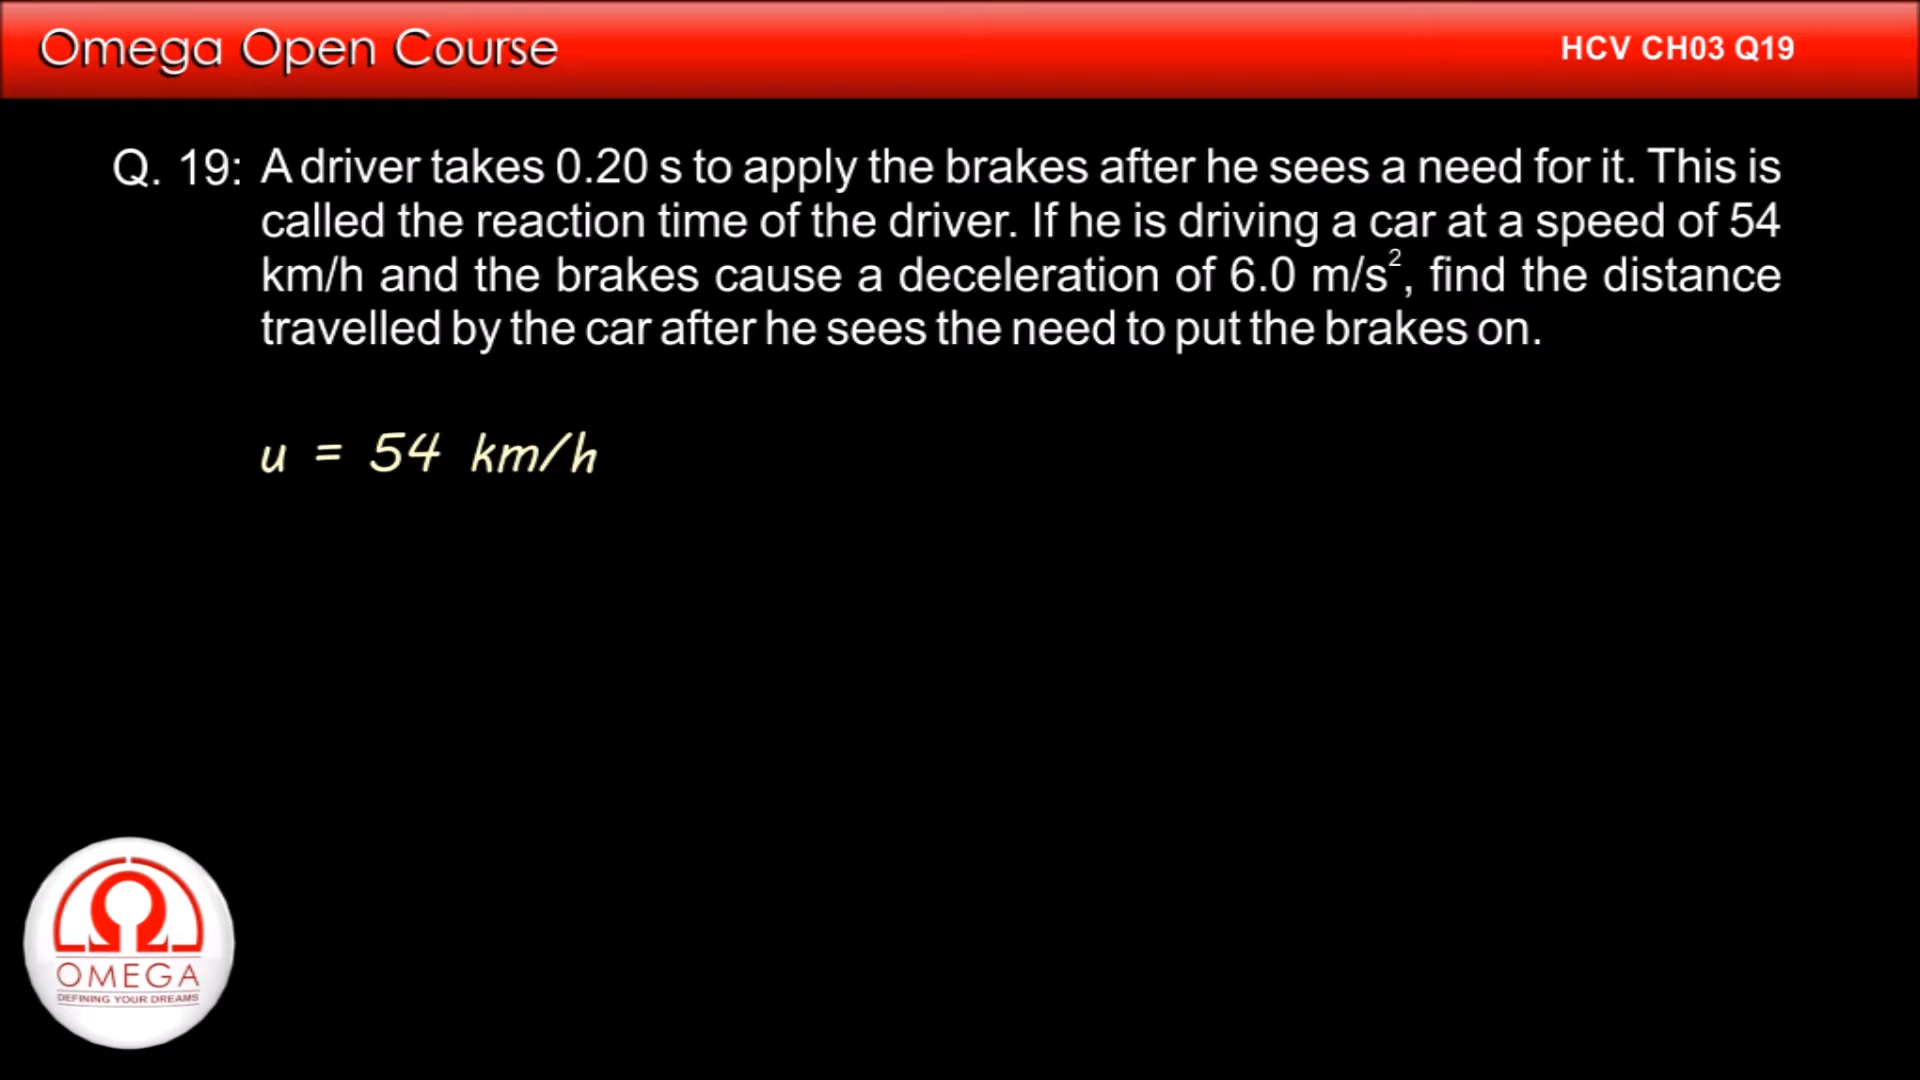 Omega Open Course
HCV CH03 Q19
Q. 19: A driver takes 0.20 s to apply the brakes after he sees a need for it. This is
called the reaction time of the driver. If he is driving a car at a speed of 54
km/h and the brakes cause a deceleration of 6.0 m/s², find the distance
travelled by the car after he sees the need to put the brakes on.
u = 54 km/h
OMEGA
DEFINING YOUR DREAMS